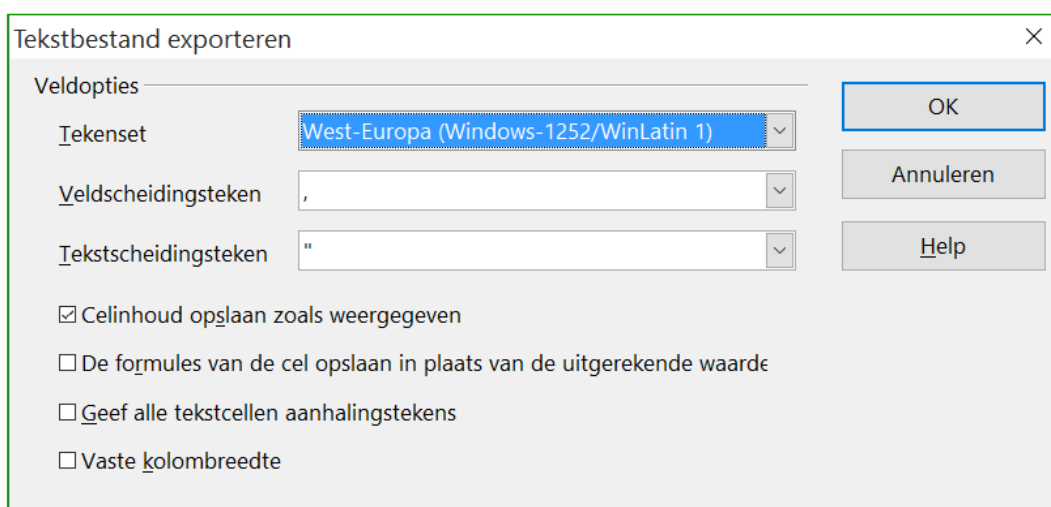 Tekstbestand exporteren
Veldopties
OK
Tekenset West-Europa (Windows-1252/WinLatin 1)
Annuleren
Veldscheidingsteken ,
Tekstscheidingsteken "
Help
Celinhoud opslaan zoals weergegeven
De formules van de cel opslaan in plaats van de uitgerekende waarde
Geef alle tekstcellen aanhalingstekens
Vaste kolombreedte